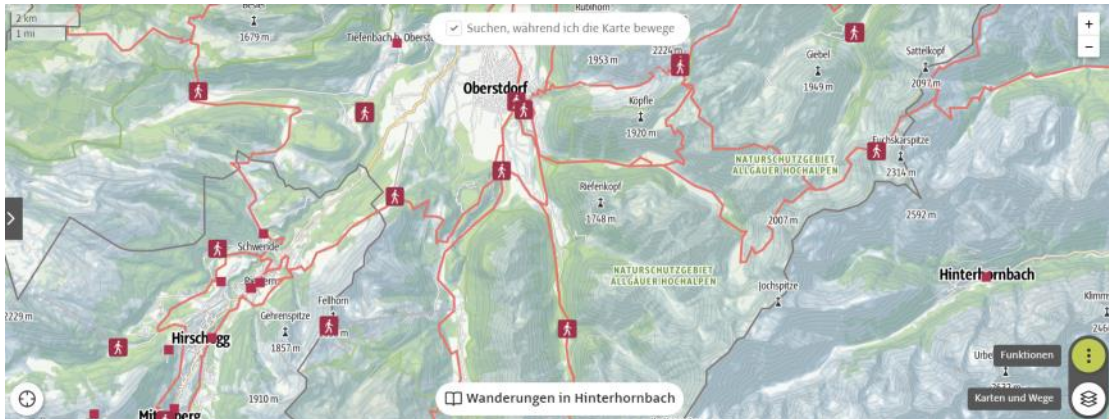 2 km
1 mi
1679 m
Tiefenbach b. Oberst
Suchen, während ich die Karte bewege
+
−
Rubihorn
1953 m
2224 m
Giebel
1949 m
Sattelkopf
2097 m
Oberstdorf
Köpfle
1920 m
NATURSCHUTZGEBIET
ALLGÄUER HOCHALPEN
Fuchskarspitze
2314 m
Riefenkopf
1748 m
2007 m
2592 m
Schwende
NATURSCHUTZGEBIET
ALLGÄUER HOCHALPEN
Jochspitze
Hinterhornbach
2229 m
Gehrenspitze
1857 m
Fellhorn
Hirschegg
1910 m
Wanderungen in Hinterhornbach
Funktionen
Karten und Wege